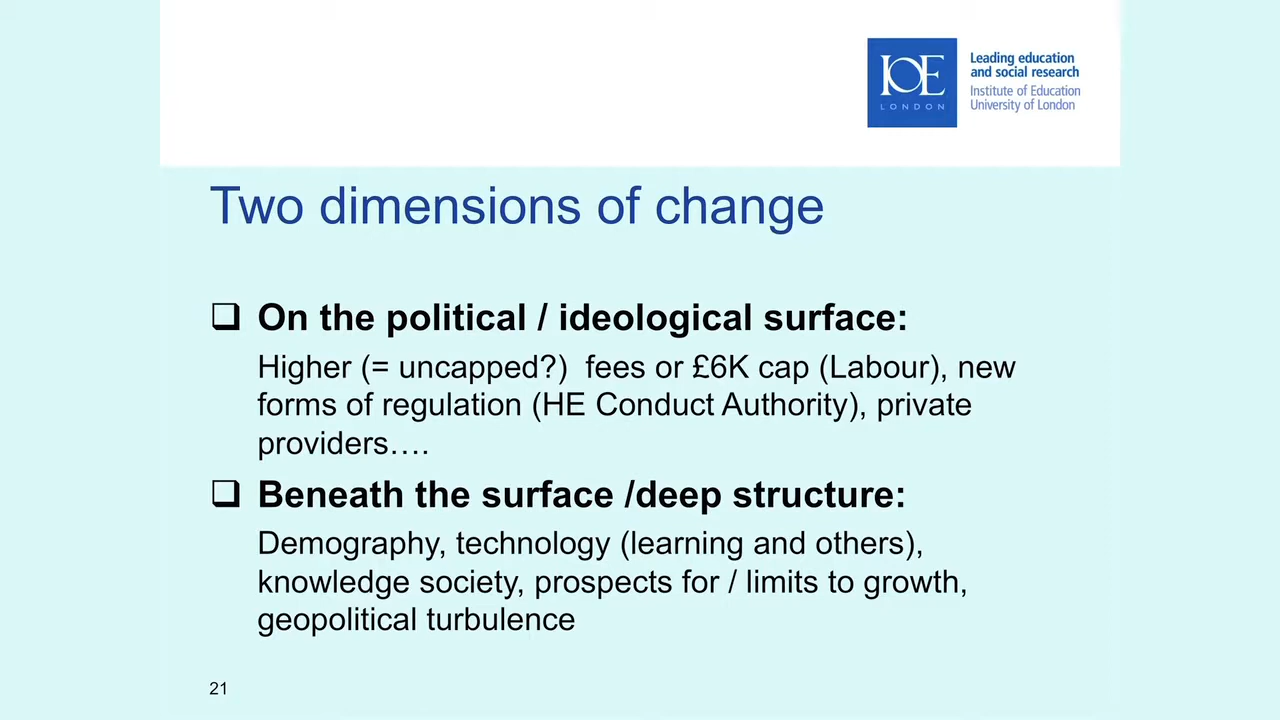 IOE
LONDON
Leading education
and social research
Institute of Education
University of London
Two dimensions of change
❑ On the political / ideological surface:
Higher (= uncapped?)  fees or £6K cap (Labour), new
forms of regulation (HE Conduct Authority), private
providers….
❑ Beneath the surface /deep structure:
Demography, technology (learning and others),
knowledge society, prospects for / limits to growth,
geopolitical turbulence
21